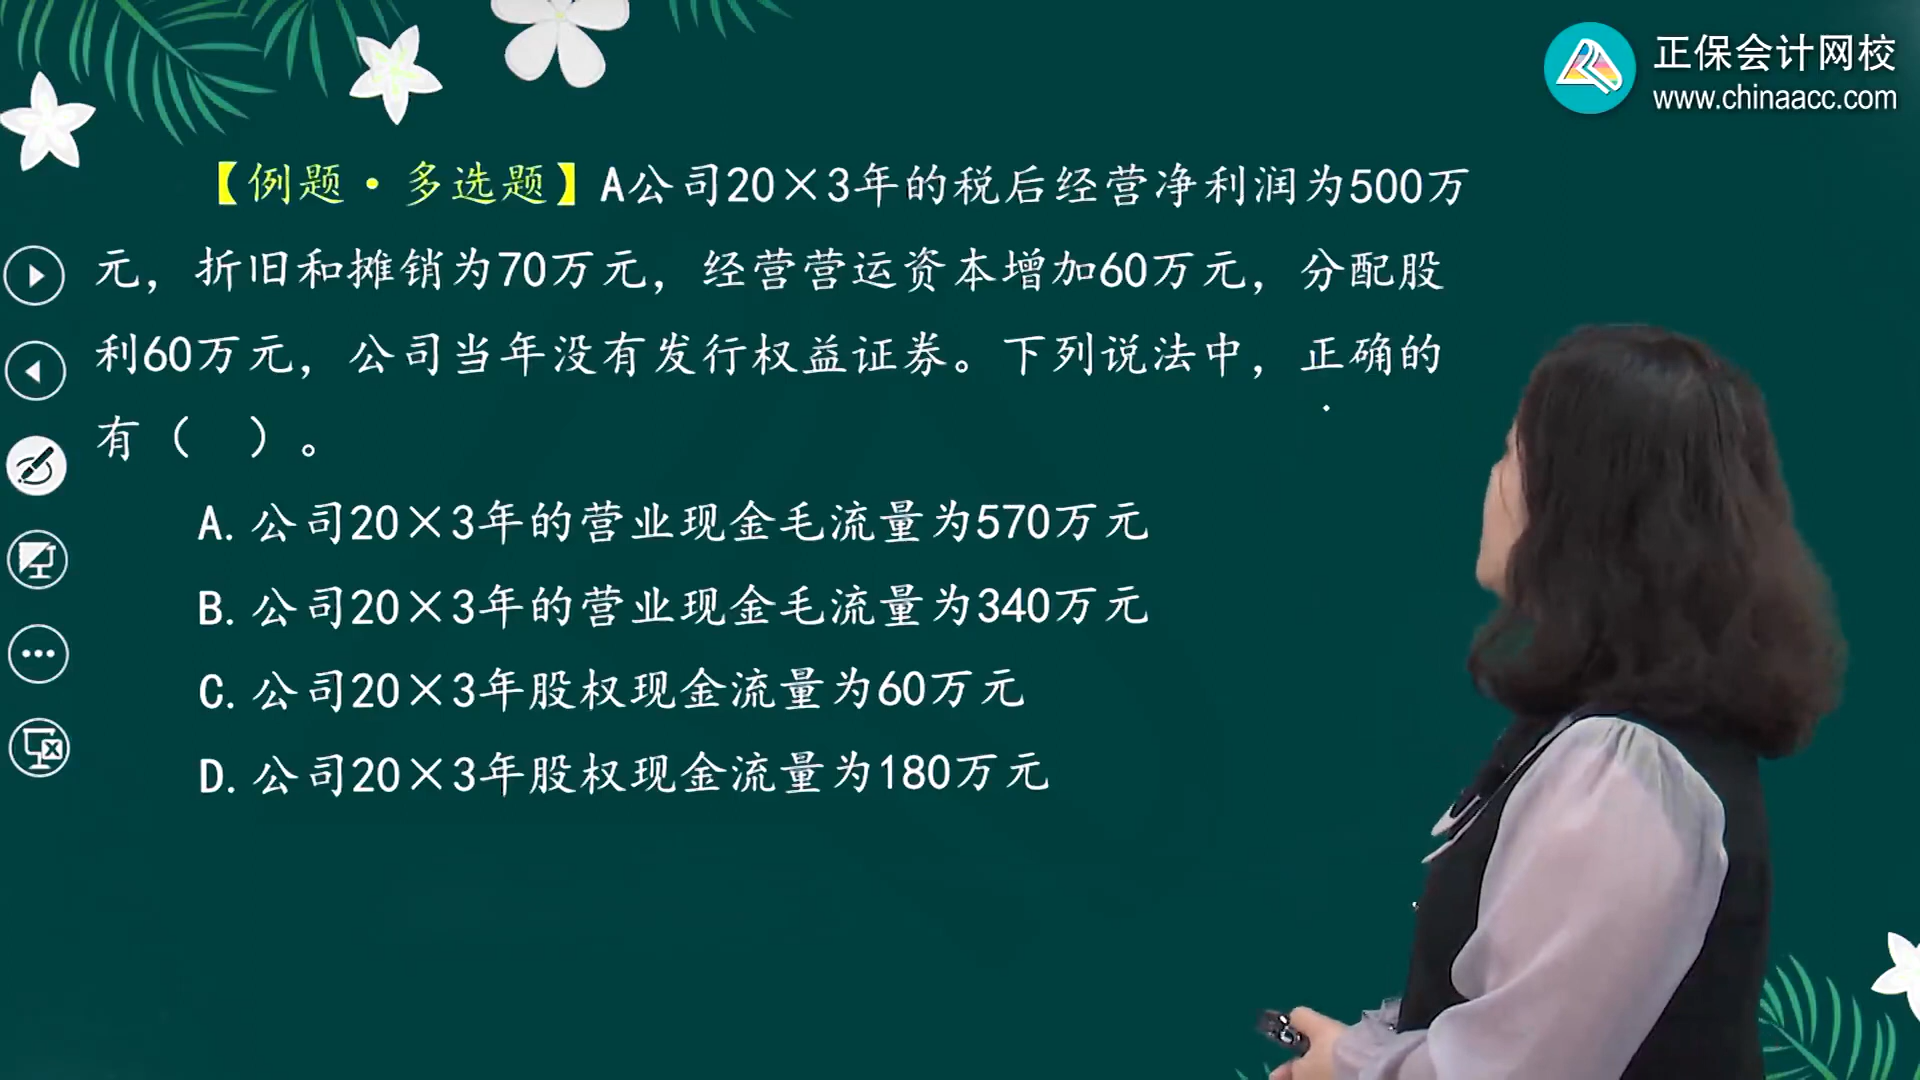 正保会计网校
www.chinaacc.com
【例题·多选题】A公司20×3年的税后经营净利润为500万
元，折旧和摊销为70万元，经营营运资本增加60万元，分配股
利60万元，公司当年没有发行权益证券。下列说法中，正确的
有（ ）。
A. 公司20×3年的营业现金毛流量为570万元
B. 公司20×3年的营业现金毛流量为340万元
C. 公司20×3年股权现金流量为60万元
D. 公司20×3年股权现金流量为180万元